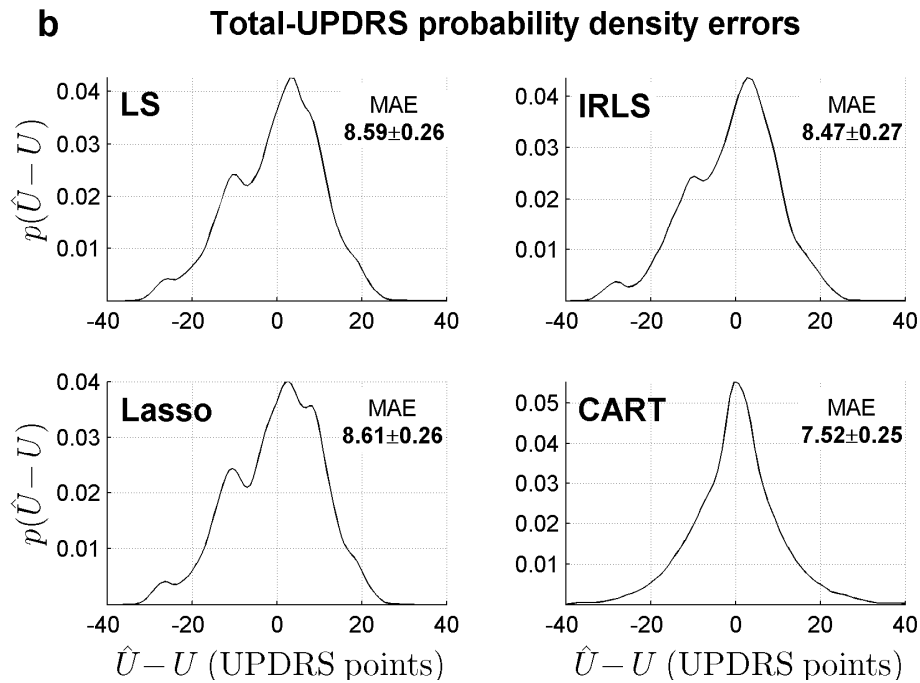 b Total-UPDRS probability density errors
LS
MAE
8.59±0.26
p(Û − U)
0.04
0.03
0.02
0.01
-40 -20 0 20 40
IRLS
MAE
8.47±0.27
0.04
0.03
0.02
0.01
-40 -20 0 20 40
Lasso
MAE
8.61±0.26
p(Û − U)
0.04
0.03
0.02
0.01
-40 -20 0 20 40
Û − U (UPDRS points)
CART
MAE
7.52±0.25
0.05
0.04
0.03
0.02
0.01
-40 -20 0 20 40
Û − U (UPDRS points)